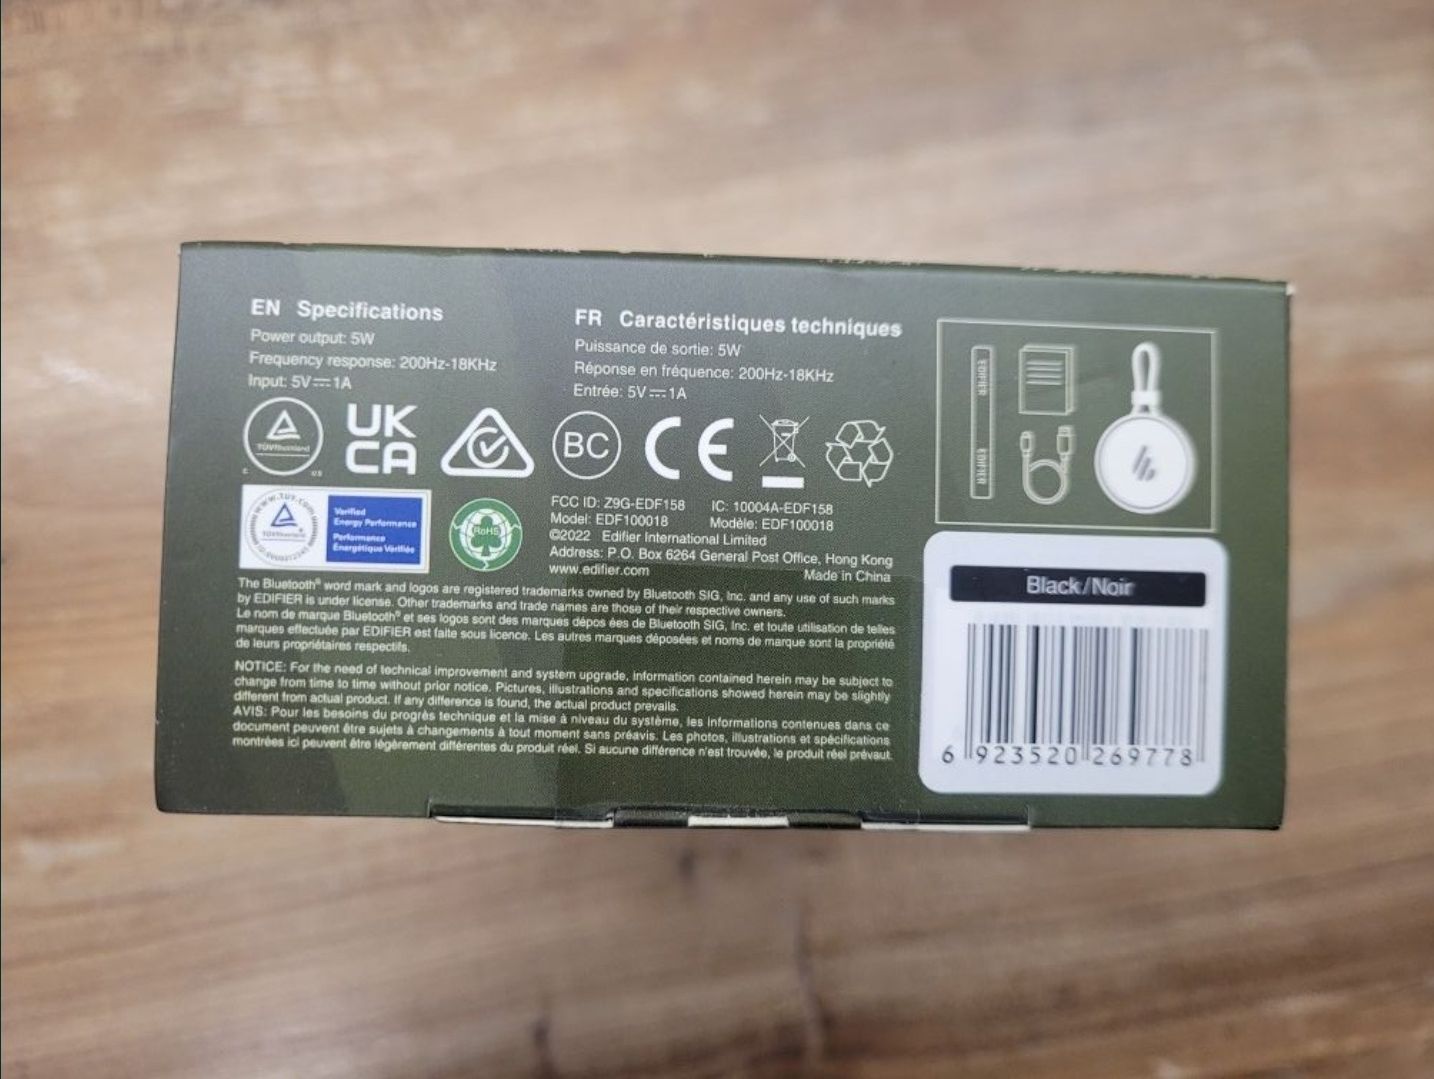 EN Specifications
Power output: 5W
Frequency response: 200Hz-18KHz
Input: 5V⎓1A
FR Caractéristiques techniques
Puissance de sortie: 5W
Réponse en fréquence: 200Hz-18KHz
Entrée: 5V⎓1A
TÜVRheinland
C US
UK
CA
BC
CE
www.tuv.com
TÜVRheinland
Verified
Energy Performance
Performance
Énergétique Vérifiée
RoHS
FCC ID: Z9G-EDF158 IC: 10004A-EDF158
Model: EDF100018 Modèle: EDF100018
©2022 Edifier International Limited
Address: P.O. Box 6264 General Post Office, Hong Kong
www.edifier.com Made in China
The Bluetooth® word mark and logos are registered trademarks owned by Bluetooth SIG, Inc. and any use of such marks
by EDIFIER is under license. Other trademarks and trade names are those of their respective owners.
Le nom de marque Bluetooth® et ses logos sont des marques dépos ées de Bluetooth SIG, Inc. et toute utilisation de telles
marques effectuée par EDIFIER est faite sous licence. Les autres marques déposées et noms de marque sont la propriété
de leurs propriétaires respectifs.
NOTICE: For the need of technical improvement and system upgrade, information contained herein may be subject to
change from time to time without prior notice. Pictures, illustrations and specifications showed herein may be slightly
different from actual product. If any difference is found, the actual product prevails.
AVIS: Pour les besoins du progrès technique et la mise à niveau du système, les informations contenues dans ce
document peuvent être sujets à changements à tout moment sans préavis. Les photos, illustrations et spécifications
montrées ici peuvent être légèrement différentes du produit réel. Si aucune différence n'est trouvée, le produit réel prévaut.
EDIFIER
EDIFIER
Black/Noir
6 923520 269778